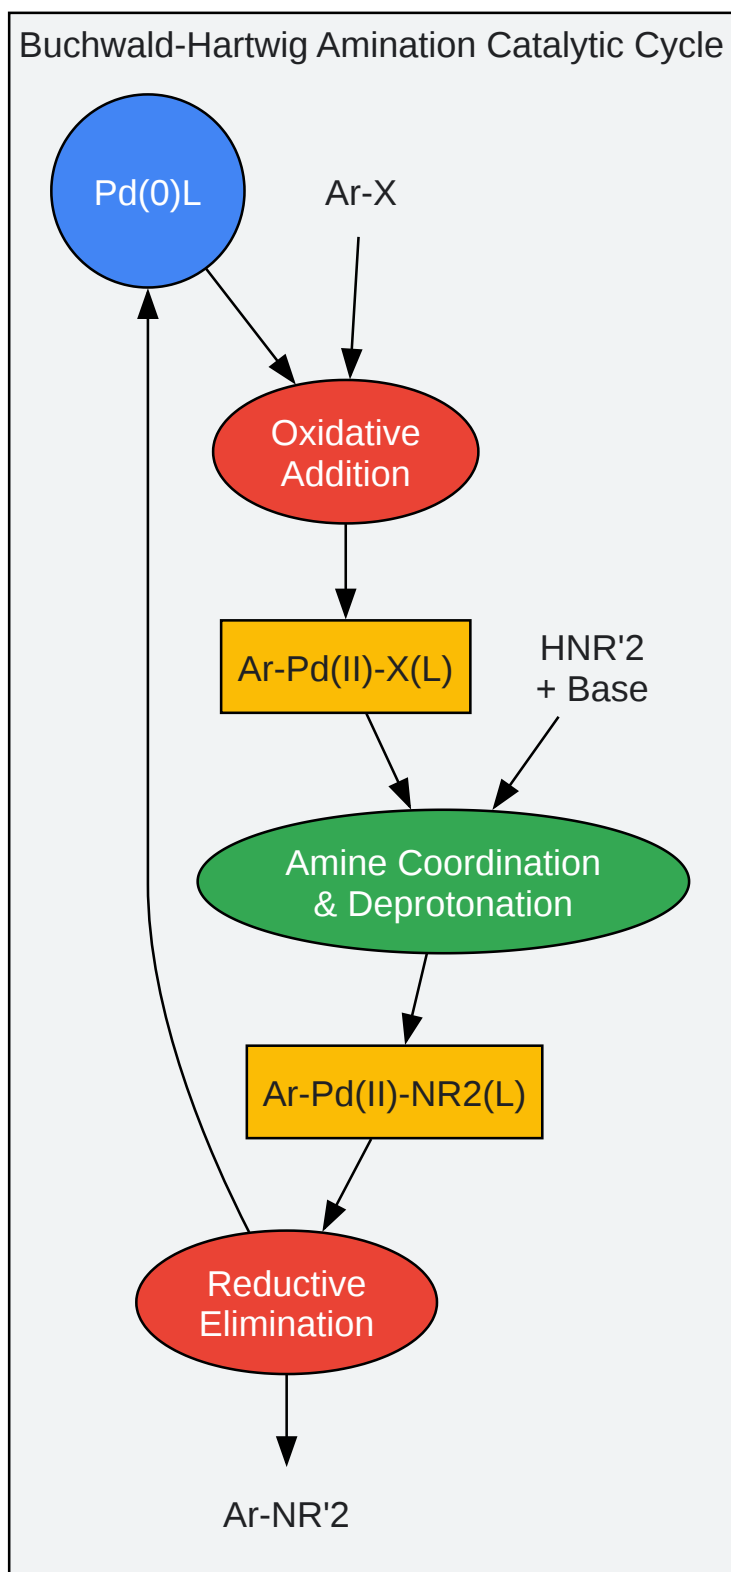 Buchwald-Hartwig Amination Catalytic Cycle
Pd(0)L
Ar-X
Oxidative
Addition
Ar-Pd(II)-X(L)
HNR'2
+ Base
Amine Coordination
& Deprotonation
Ar-Pd(II)-NR2(L)
Reductive
Elimination
Ar-NR'2